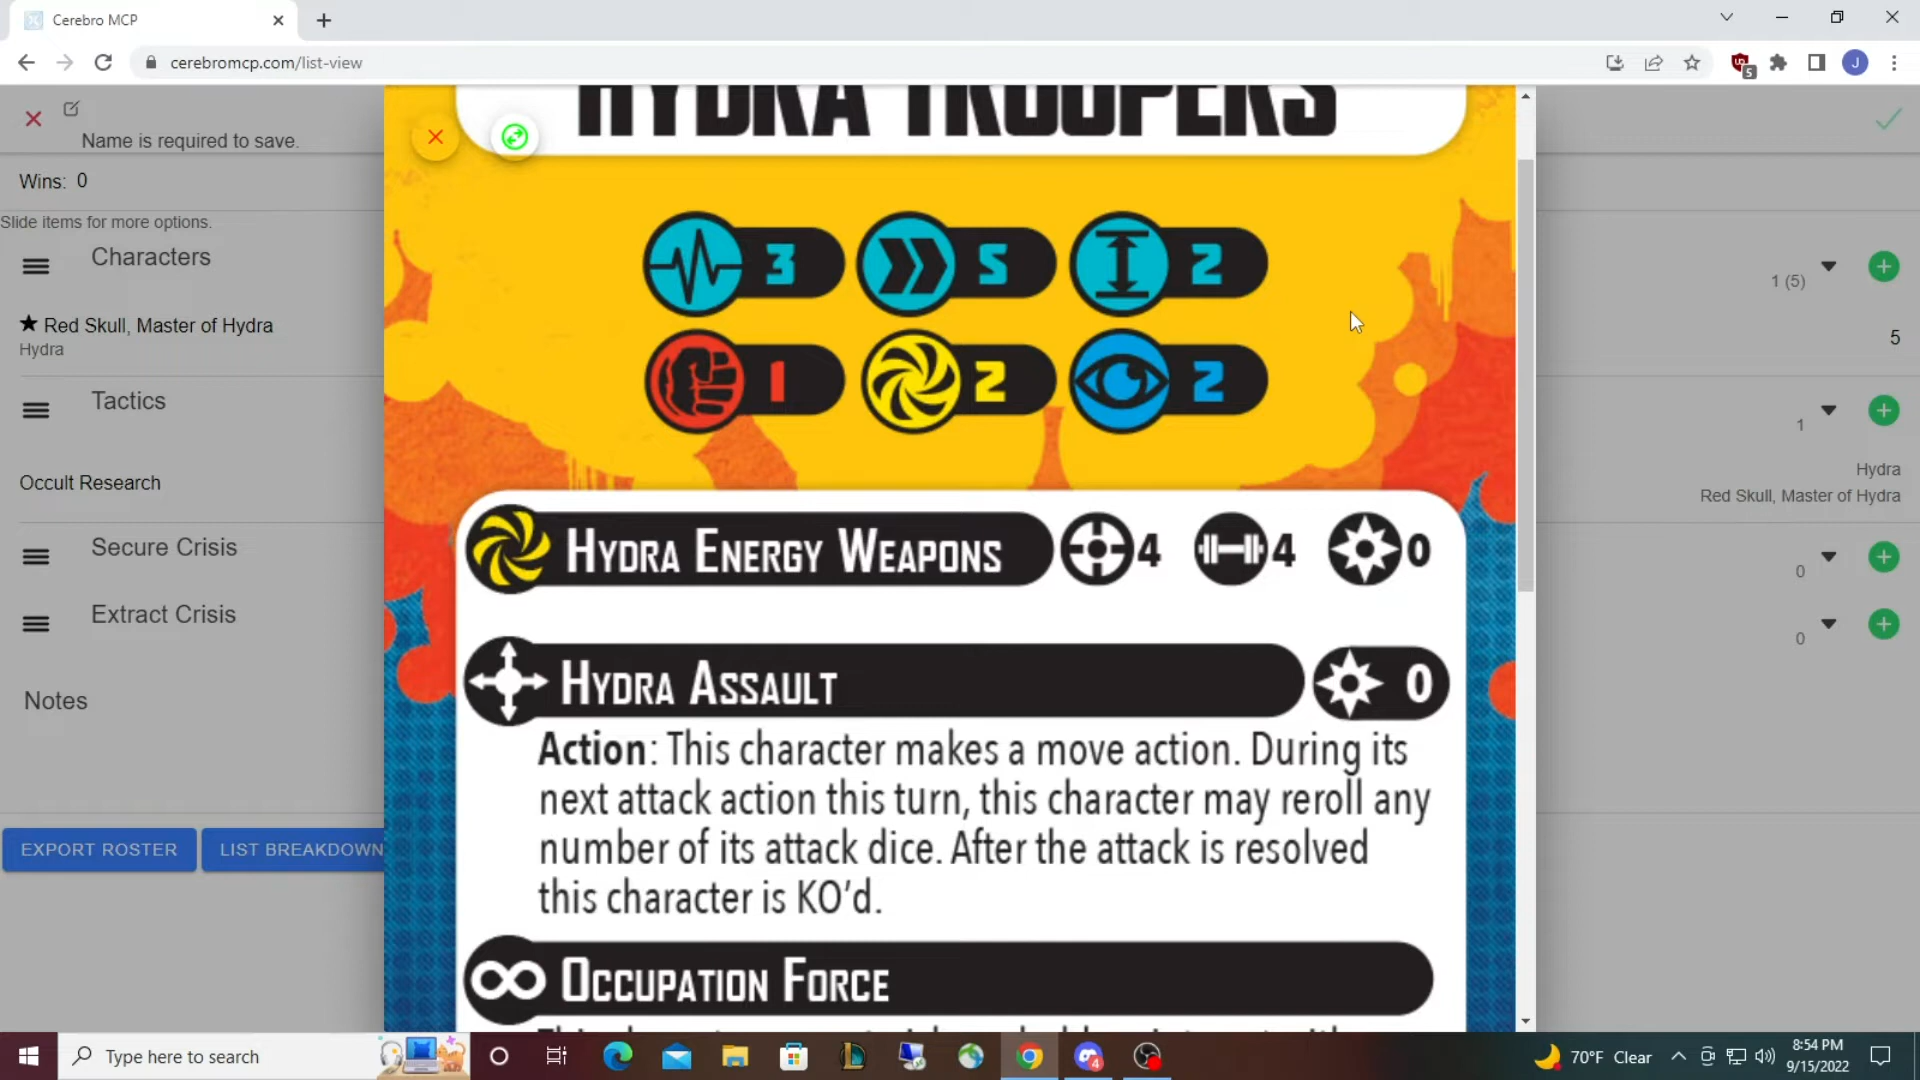 Cerebro MCP
cerebromcp.com/list-view
5
J
Name is required to save.
Wins: 0
Slide items for more options.
Characters
1 (5)
★ Red Skull, Master of Hydra
Hydra
5
Tactics
1
Occult Research
Hydra
Red Skull, Master of Hydra
Secure Crisis
0
Extract Crisis
0
Notes
EXPORT ROSTER
LIST BREAKDOWN
HYDRA TROOPERS
3 5 2
1 2 2
HYDRA ENERGY WEAPONS 4 4 0
HYDRA ASSAULT 0
Action: This character makes a move action. During its
next attack action this turn, this character may reroll any
number of its attack dice. After the attack is resolved
this character is KO'd.
OCCUPATION FORCE
Type here to search
4
70°F Clear
8:54 PM
9/15/2022